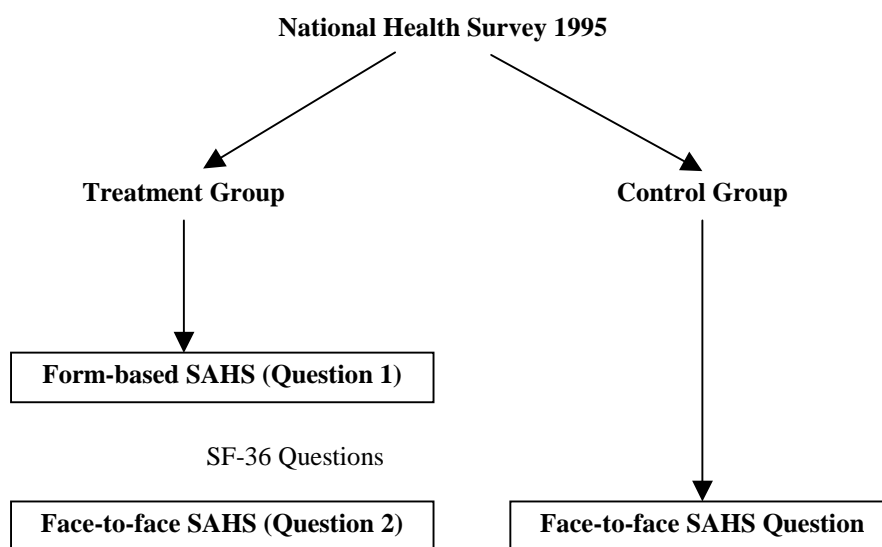 National Health Survey 1995
Treatment Group
Control Group
Form-based SAHS (Question 1)
SF-36 Questions
Face-to-face SAHS (Question 2)
Face-to-face SAHS Question